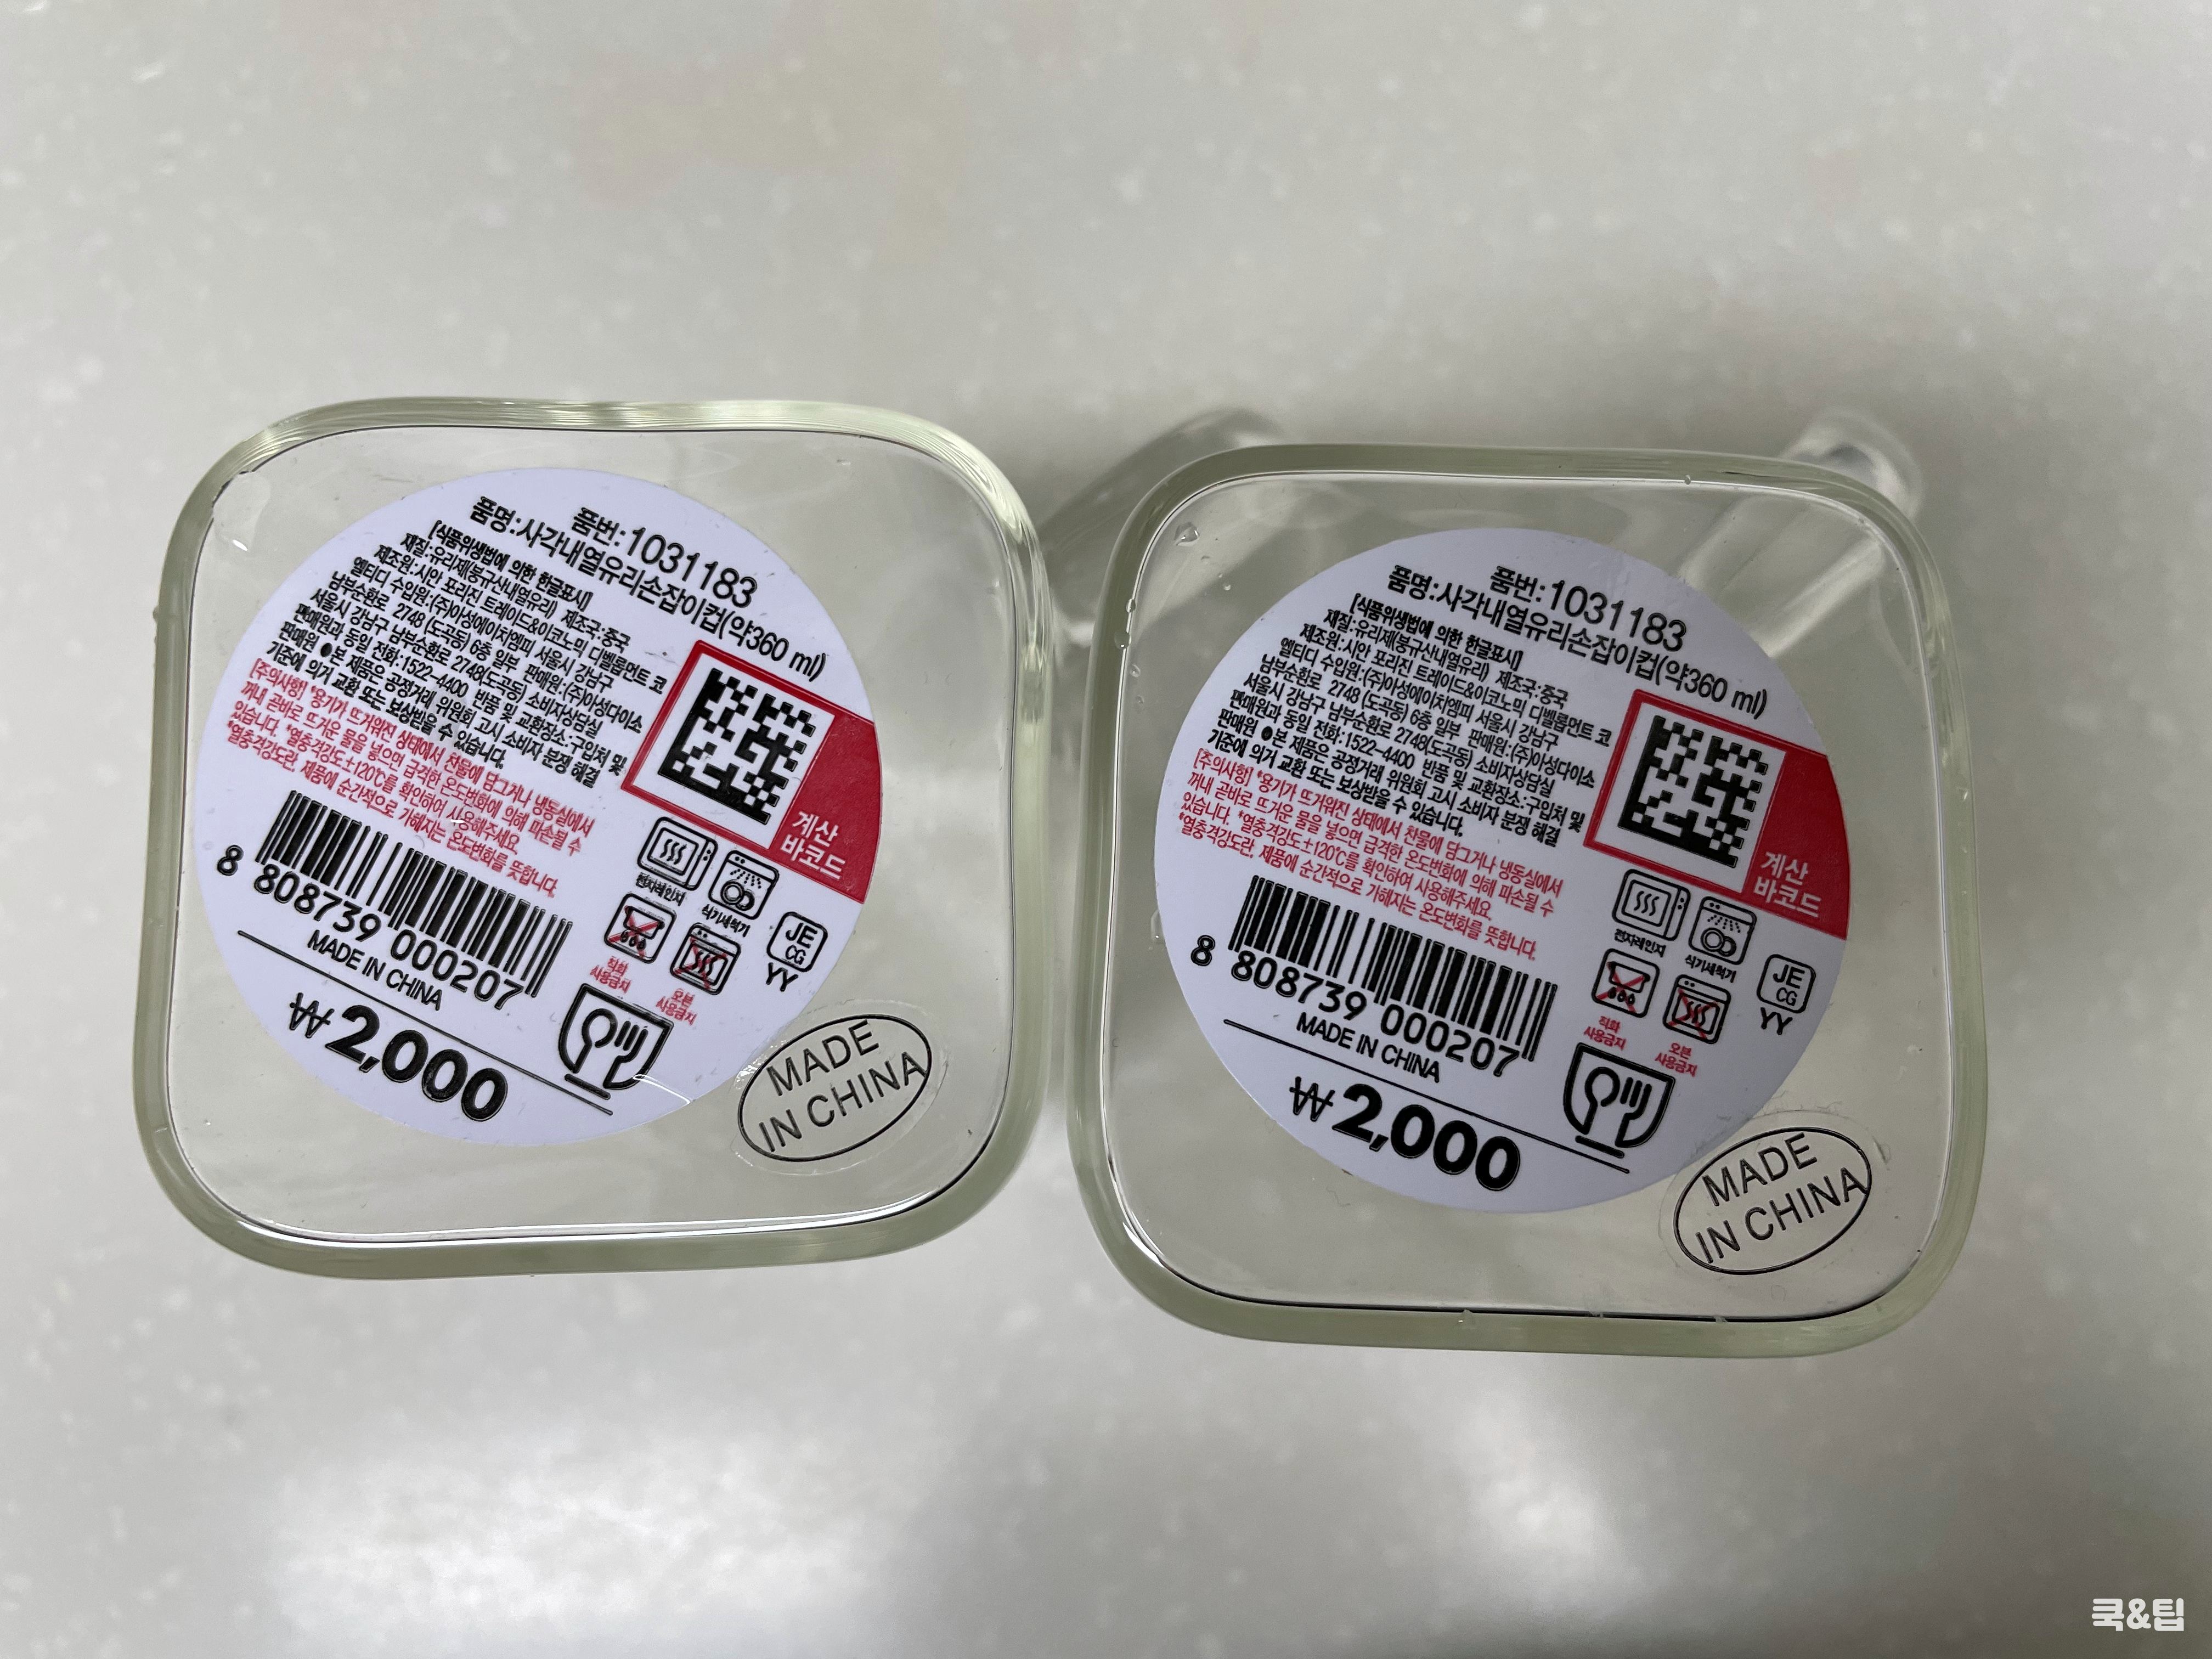 품번:1031183
품명:사각내열유리손잡이컵(약360 ml)
[식품위생법에 의한 한글표시]
재질:유리제(붕규산내열유리) 제조국:중국
제조원:시안 포리진 트레이드&이코노미 디벨롭먼트 코
엘티디 수입원:(주)아성에이치엠피 서울시 강남구
남부순환로 2748 (도곡동) 6층 일부 판매원:(주)아성다이소
서울시 강남구 남부순환로 2748(도곡동) 소비자상담실
판매원과 동일 전화:1522-4400 반품 및 교환장소:구입처 및
판매원 ●본 제품은 공정거래 위원회 고시 소비자 분쟁 해결
기준에 의거 교환 또는 보상받을 수 있습니다.
[주의사항] *용기가 뜨거워진 상태에서 찬물에 담그거나 냉동실에서
꺼내 곧바로 뜨거운 물을 넣으면 급격한 온도변화에 의해 파손될 수
있습니다. *열충격강도±120℃를 확인하여 사용해주세요.
*열충격강도란, 제품에 순간적으로 가해지는 온도변화를 뜻합니다.
계산
바코드
전자레인지
식기세척기
직화
사용금지
오븐
사용금지
JE
CG
YY
8 808739 000207
MADE IN CHINA
₩2,000
MADE
IN CHINA
품번:1031183
품명:사각내열유리손잡이컵(약360 ml)
[식품위생법에 의한 한글표시]
재질:유리제(붕규산내열유리) 제조국:중국
제조원:시안 포리진 트레이드&이코노미 디벨롭먼트 코
엘티디 수입원:(주)아성에이치엠피 서울시 강남구
남부순환로 2748 (도곡동) 6층 일부 판매원:(주)아성다이소
서울시 강남구 남부순환로 2748(도곡동) 소비자상담실
판매원과 동일 전화:1522-4400 반품 및 교환장소:구입처 및
판매원 ●본 제품은 공정거래 위원회 고시 소비자 분쟁 해결
기준에 의거 교환 또는 보상받을 수 있습니다.
[주의사항] *용기가 뜨거워진 상태에서 찬물에 담그거나 냉동실에서
꺼내 곧바로 뜨거운 물을 넣으면 급격한 온도변화에 의해 파손될 수
있습니다. *열충격강도±120℃를 확인하여 사용해주세요.
*열충격강도란, 제품에 순간적으로 가해지는 온도변화를 뜻합니다.
계산
바코드
전자레인지
식기세척기
직화
사용금지
오븐
사용금지
JE
CG
YY
8 808739 000207
MADE IN CHINA
₩2,000
MADE
IN CHINA
쿡&팁